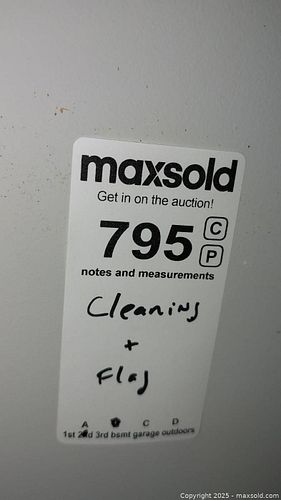 maxsold
Get in on the auction!
795 C
P
notes and measurements
Cleaning
+
Flag
A C D
1st 2nd 3rd bsmt garage outdoors
Copyright © 2025 - maxsold.com